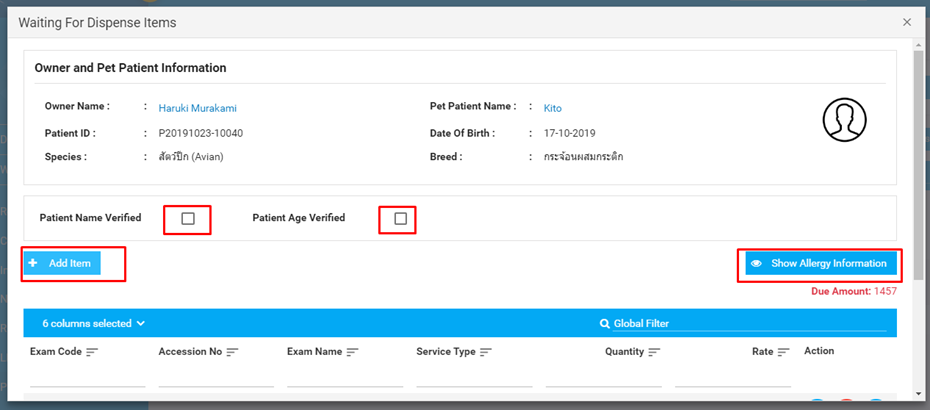 Waiting For Dispense Items
Owner and Pet Patient Information
Owner Name : : Haruki Murakami Pet Patient Name : : Kito
Patient ID : : P20191023-10040 Date Of Birth : : 17-10-2019
Species : : สัตว์ปีก (Avian) Breed : : กระจ้อนผสมกระติก
Patient Name Verified Patient Age Verified
Add Item Show Allergy Information
Due Amount: 1457
6 columns selected Global Filter
Exam Code Accession No Exam Name Service Type Quantity Rate Action